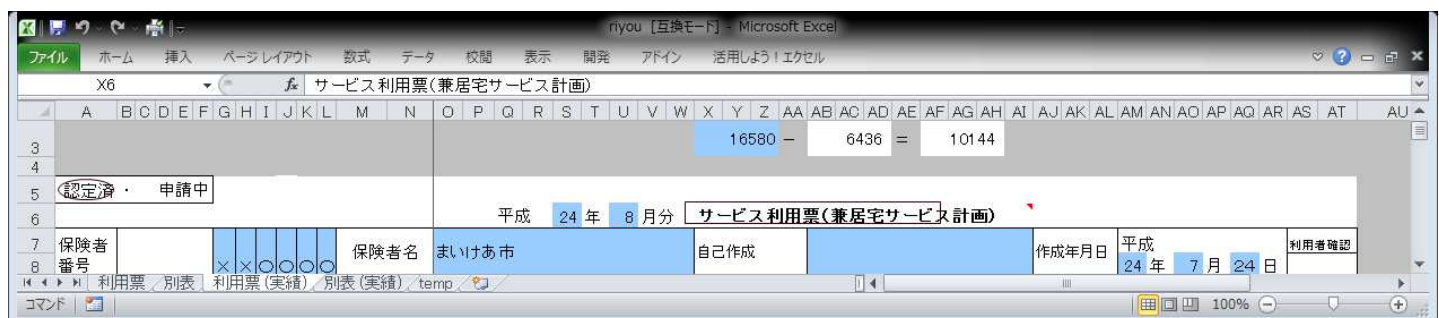 riyou [互換モード] - Microsoft Excel
ファイル ホーム 挿入 ページ レイアウト 数式 データ 校閲 表示 開発 アドイン 活用しよう！エクセル
X6 fx サービス利用票(兼居宅サービス計画)
A B C D E F G H I J K L M N O P Q R S T U V W X Y Z AA AB AC AD AE AF AG AH AI AJ AK AL AM AN AO AP AQ AR AS AT AU
3 16580 － 6436 ＝ 10144
4
5 認定済 ・ 申請中
6 平成 24 年 8 月分 サービス利用票(兼居宅サービス計画)
7 保険者 保険者名 まいけあ市 自己作成 作成年月日 平成 利用者確認
8 番号 ××○○○○ 24 年 7 月 24 日
利用票 別表 利用票(実績) 別表(実績) temp
コマンド 100%